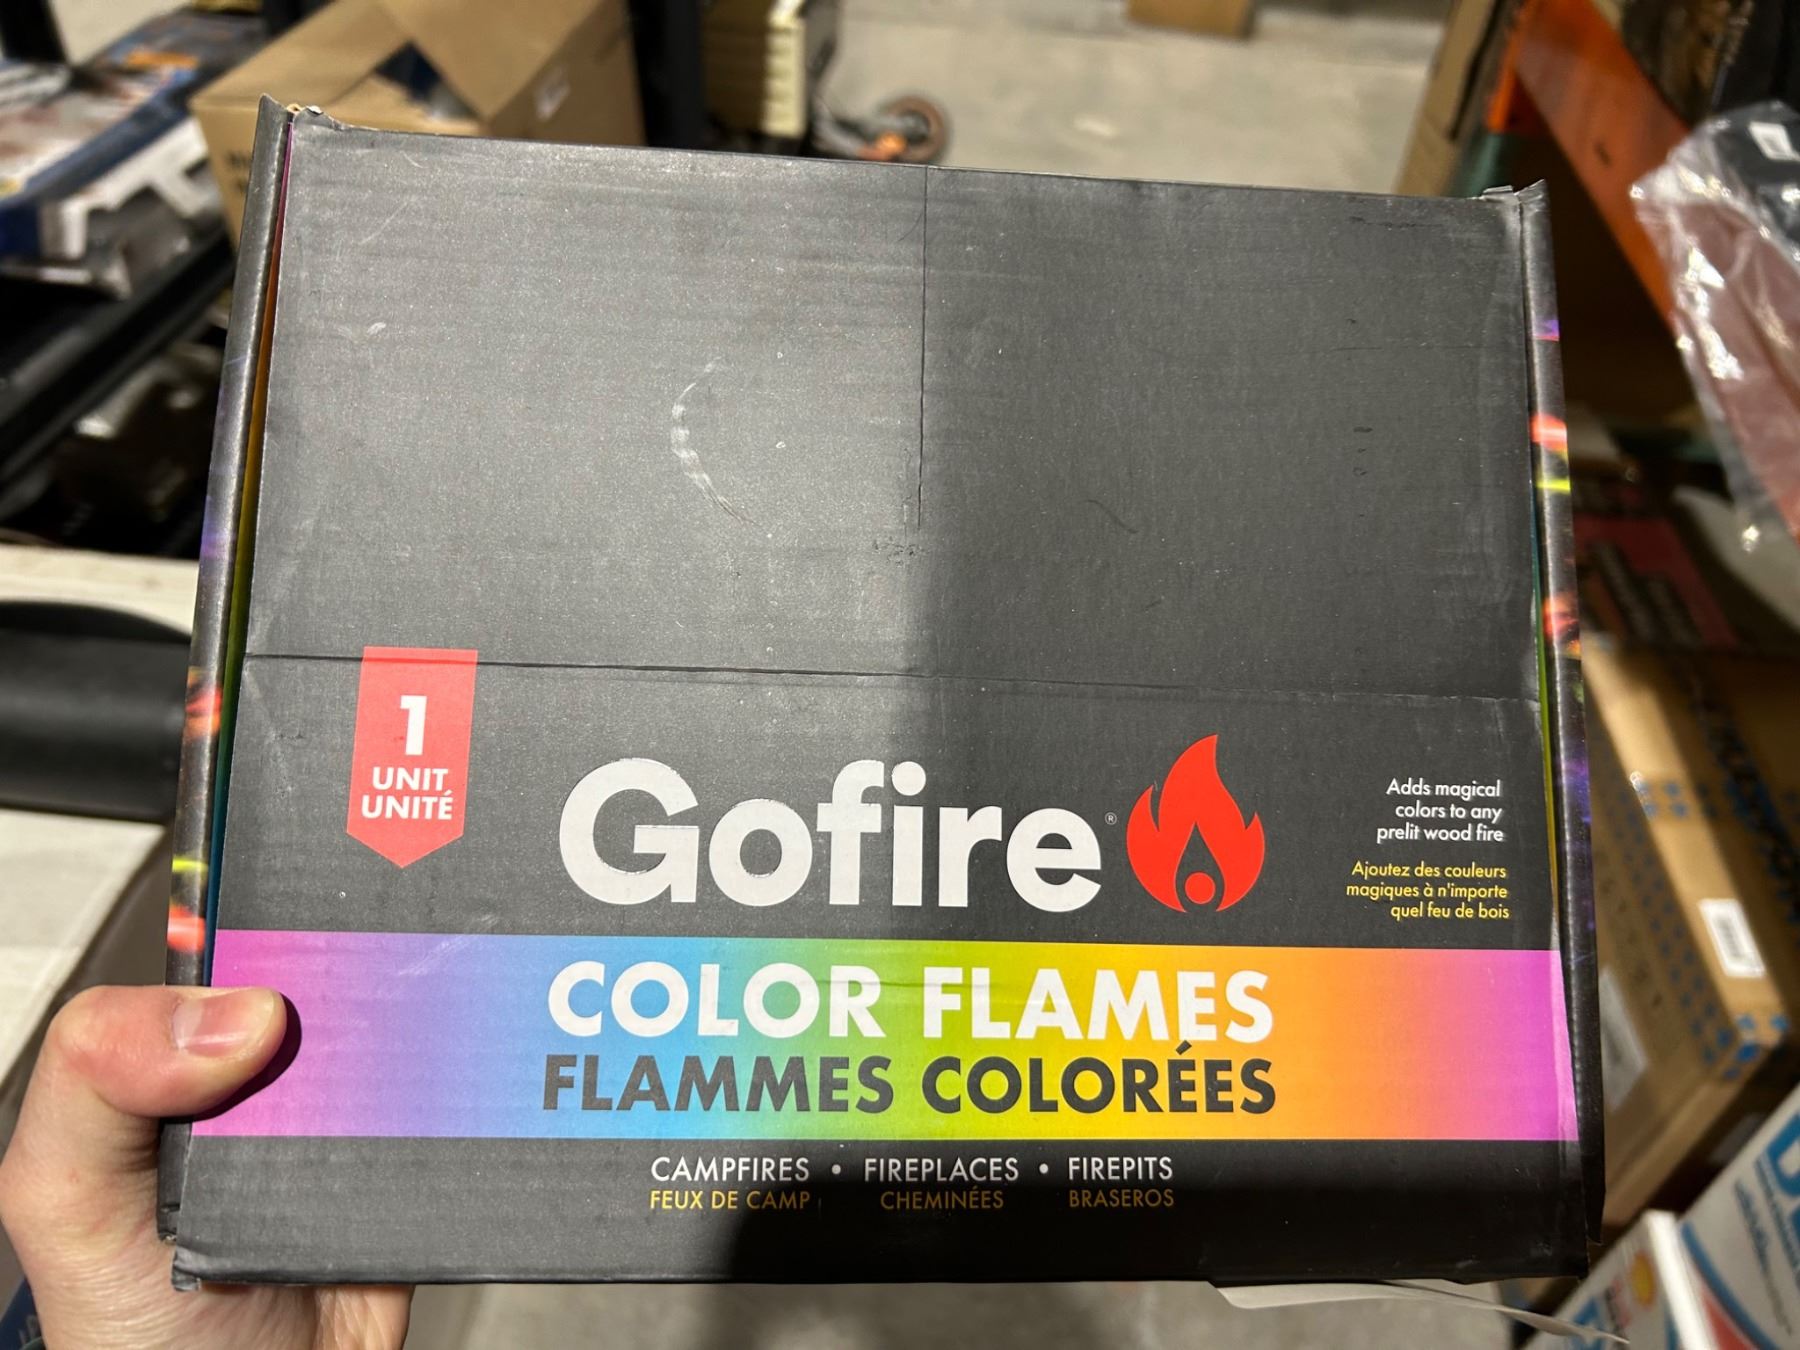 1
UNIT
UNITÉ
Gofire®
Adds magical
colors to any
prelit wood fire
Ajoutez des couleurs
magiques à n'importe
quel feu de bois
COLOR FLAMES
FLAMMES COLORÉES
CAMPFIRES • FIREPLACES • FIREPITS
FEUX DE CAMP CHEMINÉES BRASEROS